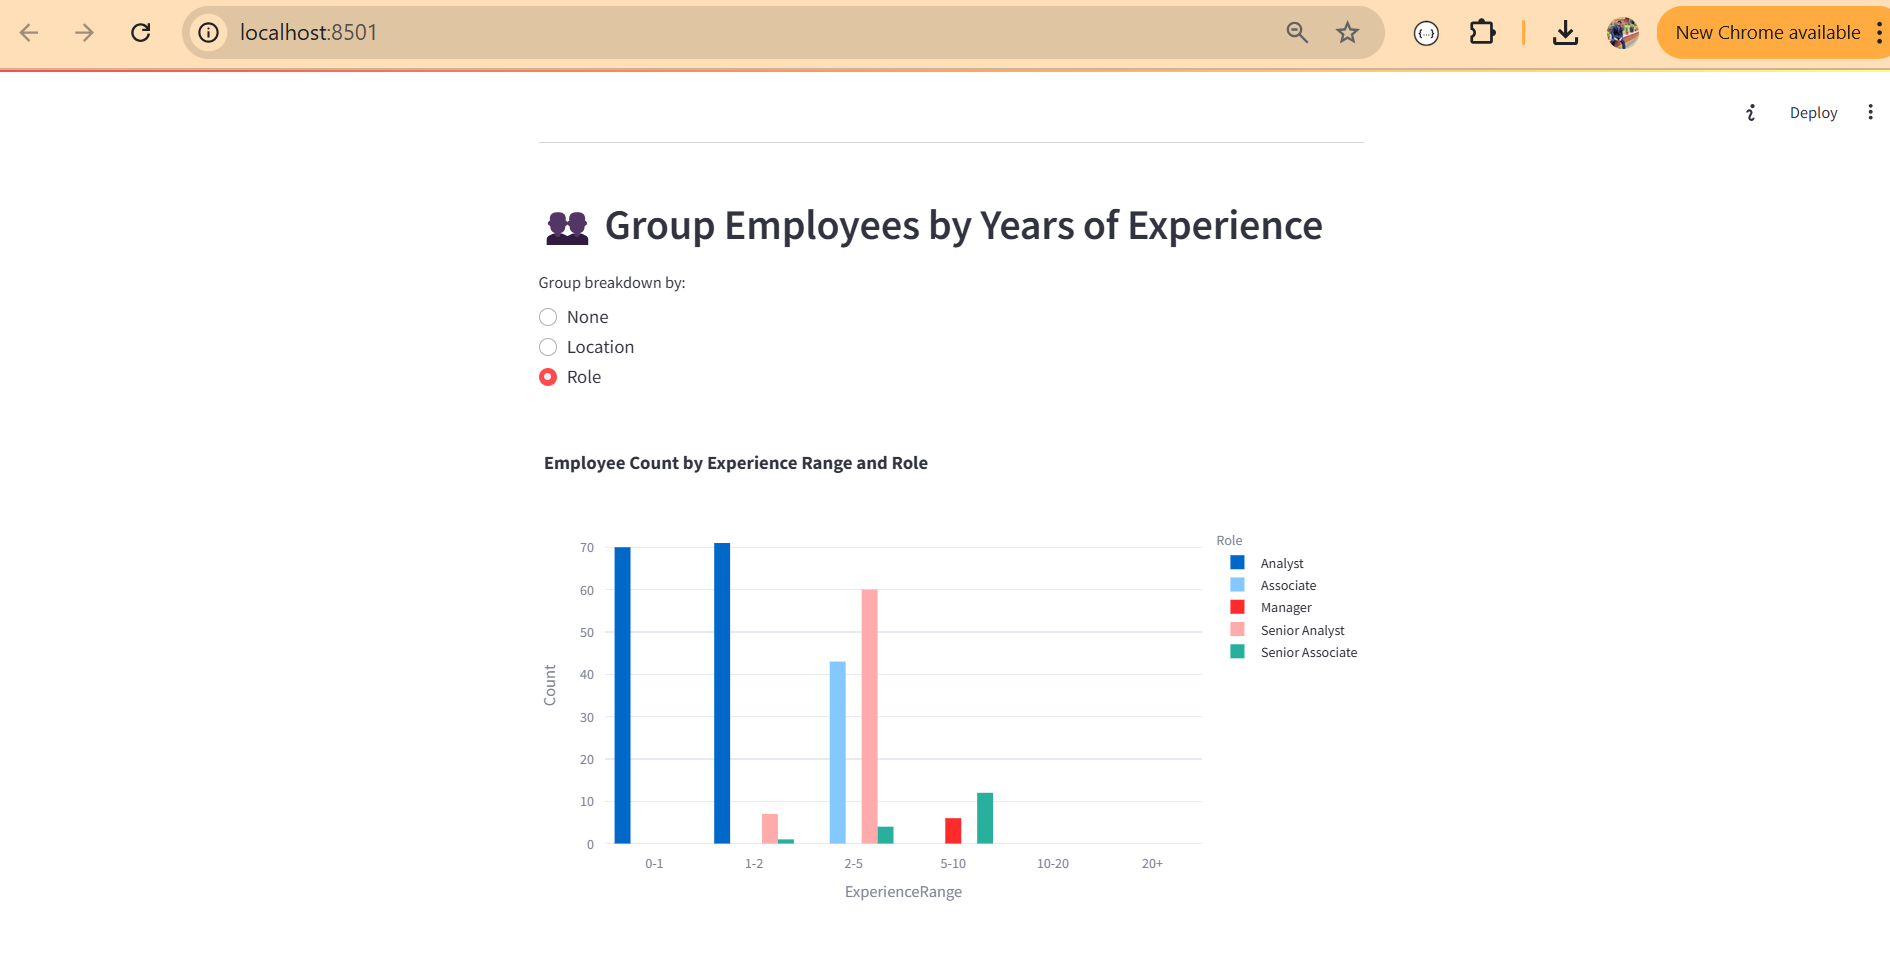 localhost:8501
New Chrome available
Deploy
Group Employees by Years of Experience
Group breakdown by:
None
Location
Role
Employee Count by Experience Range and Role
70
60
50
40
30
20
10
0
Count
0-1
1-2
2-5
5-10
10-20
20+
ExperienceRange
Role
Analyst
Associate
Manager
Senior Analyst
Senior Associate